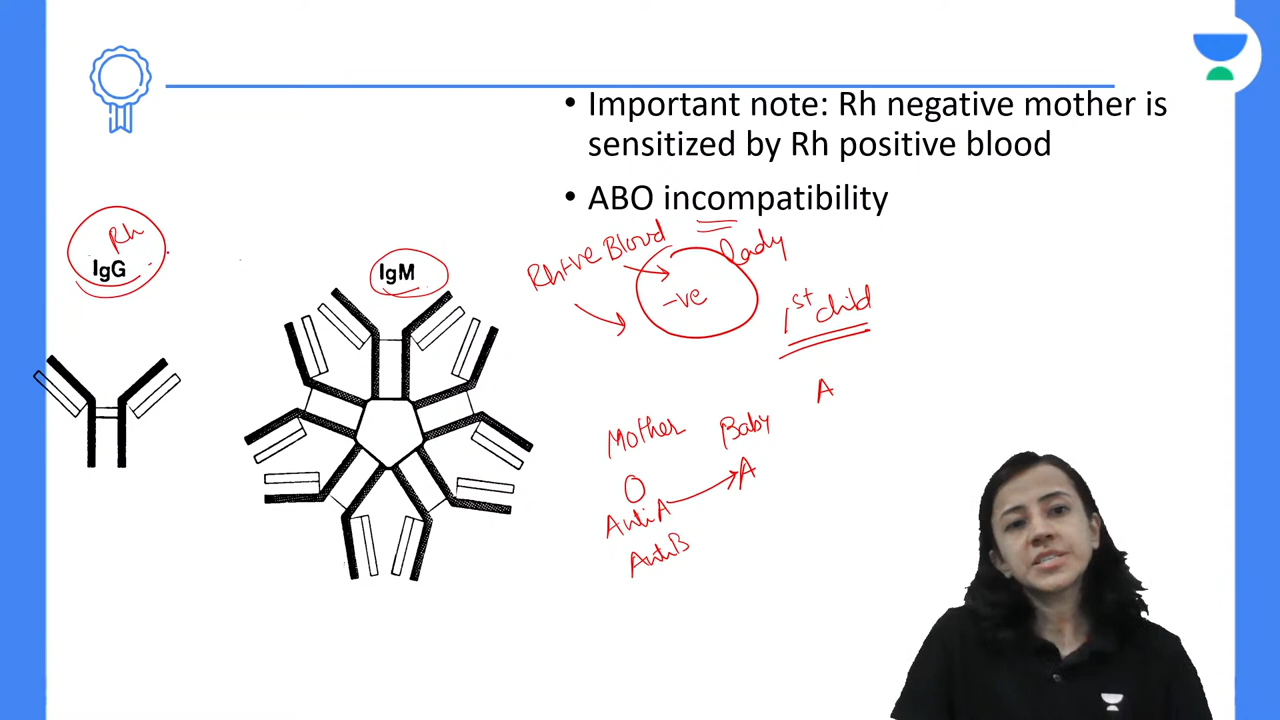 • Important note: Rh negative mother is
sensitized by Rh positive blood
• ABO incompatibility
Rh
IgG
IgM
Rh+ve Blood
Lady
-ve
1st child
A
Mother Baby
O A
Anti A
Anti B